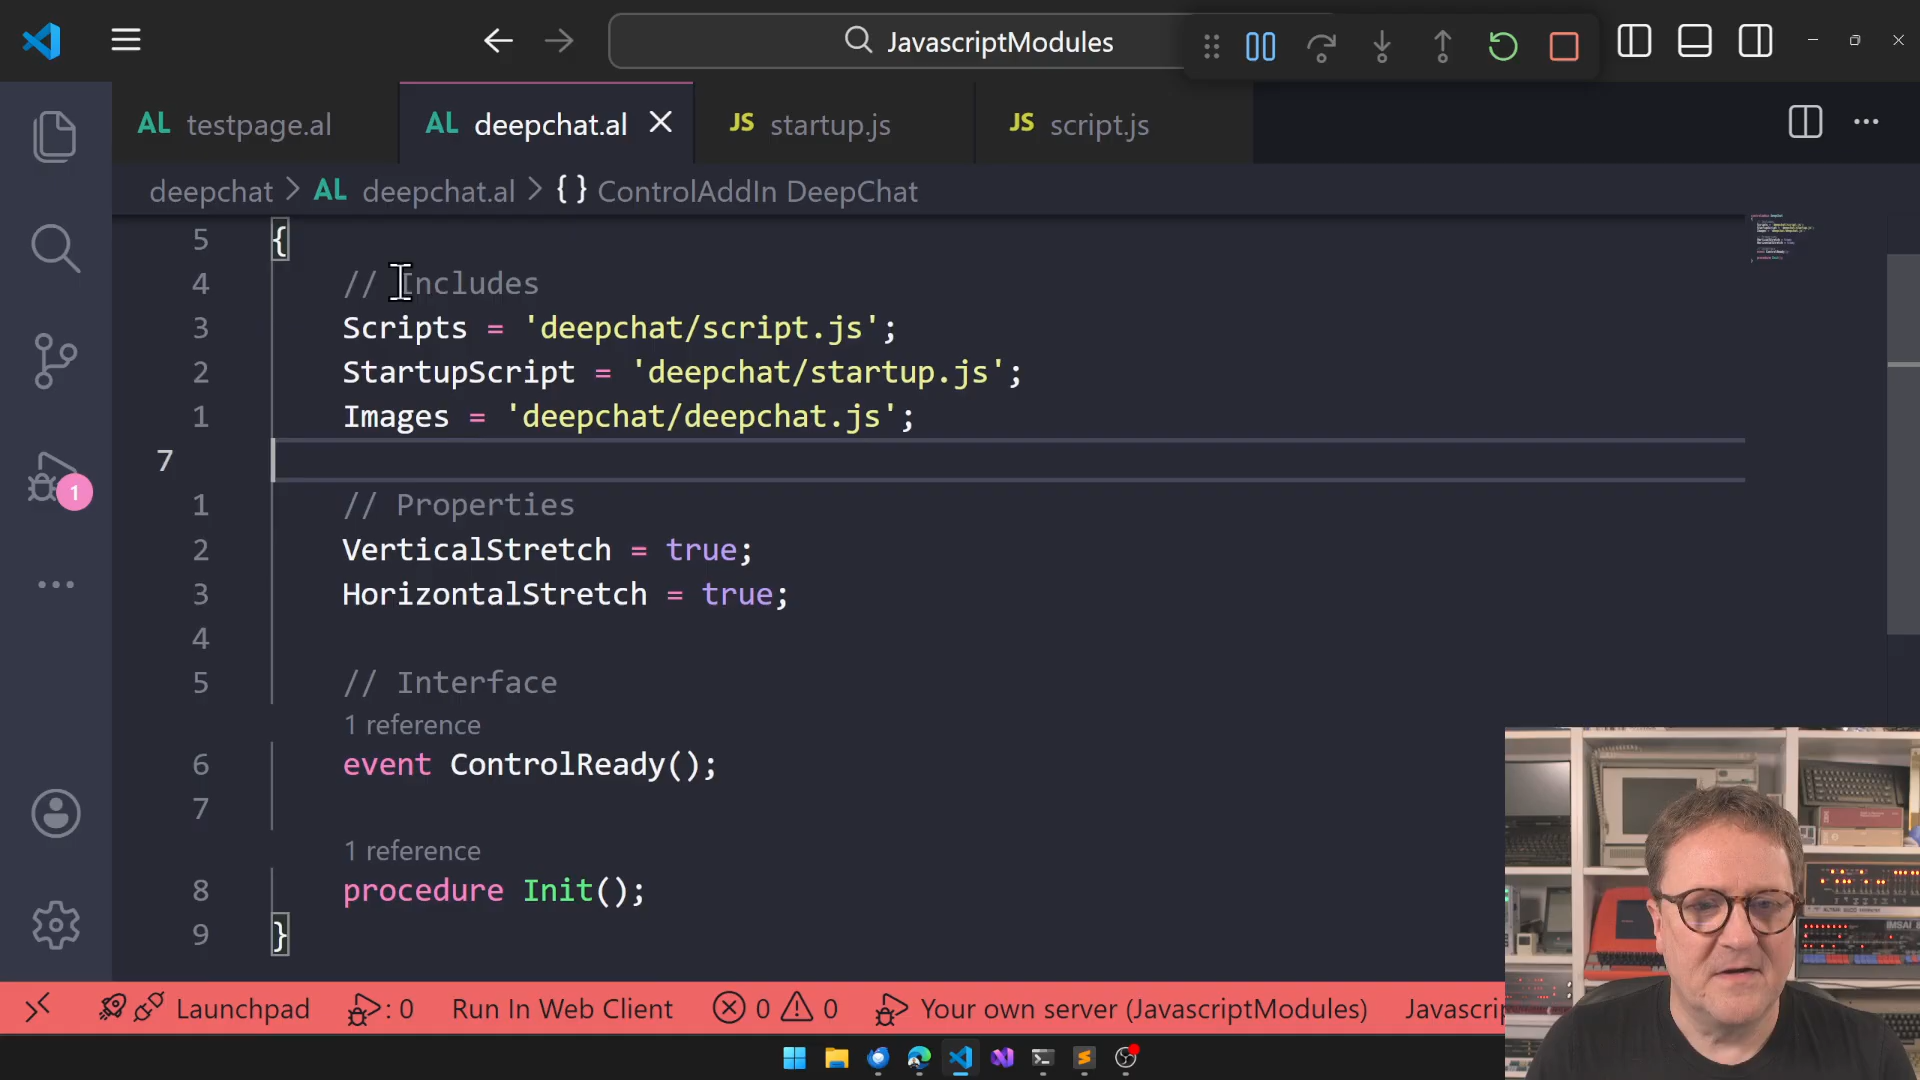 JavascriptModules
AL testpage.al
AL deepchat.al
JS startup.js
JS script.js
deepchat > AL deepchat.al > {} ControlAddIn DeepChat
5 {
4 // Includes
3 Scripts = 'deepchat/script.js';
2 StartupScript = 'deepchat/startup.js';
1 Images = 'deepchat/deepchat.js';
7
1 // Properties
2 VerticalStretch = true;
3 HorizontalStretch = true;
4
5 // Interface
1 reference
6 event ControlReady();
7
1 reference
8 procedure Init();
9 }
1
Launchpad : 0 Run In Web Client 0 0 Your own server (JavascriptModules)